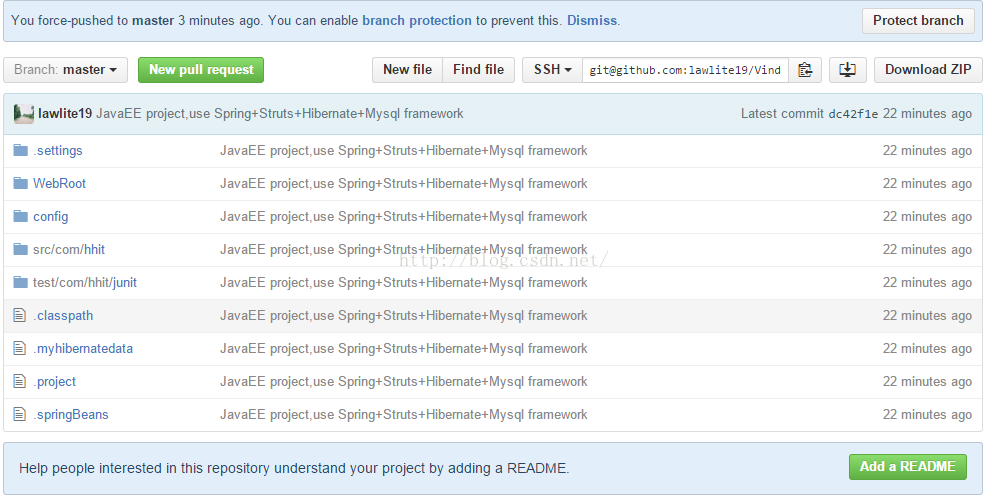 You force-pushed to master 3 minutes ago. You can enable branch protection to prevent this. Dismiss. Protect branch
Branch: master New pull request New file Find file SSH git@github.com:lawlite19/Vind Download ZIP
lawlite19 JavaEE project,use Spring+Struts+Hibernate+Mysql framework Latest commit dc42f1e 22 minutes ago
.settings JavaEE project,use Spring+Struts+Hibernate+Mysql framework 22 minutes ago
WebRoot JavaEE project,use Spring+Struts+Hibernate+Mysql framework 22 minutes ago
config JavaEE project,use Spring+Struts+Hibernate+Mysql framework 22 minutes ago
src/com/hhit JavaEE project,use Spring+Struts+Hibernate+Mysql framework 22 minutes ago
http://blog.csdn.net/
test/com/hhit/junit JavaEE project,use Spring+Struts+Hibernate+Mysql framework 22 minutes ago
.classpath JavaEE project,use Spring+Struts+Hibernate+Mysql framework 22 minutes ago
.myhibernatedata JavaEE project,use Spring+Struts+Hibernate+Mysql framework 22 minutes ago
.project JavaEE project,use Spring+Struts+Hibernate+Mysql framework 22 minutes ago
.springBeans JavaEE project,use Spring+Struts+Hibernate+Mysql framework 22 minutes ago
Help people interested in this repository understand your project by adding a README. Add a README